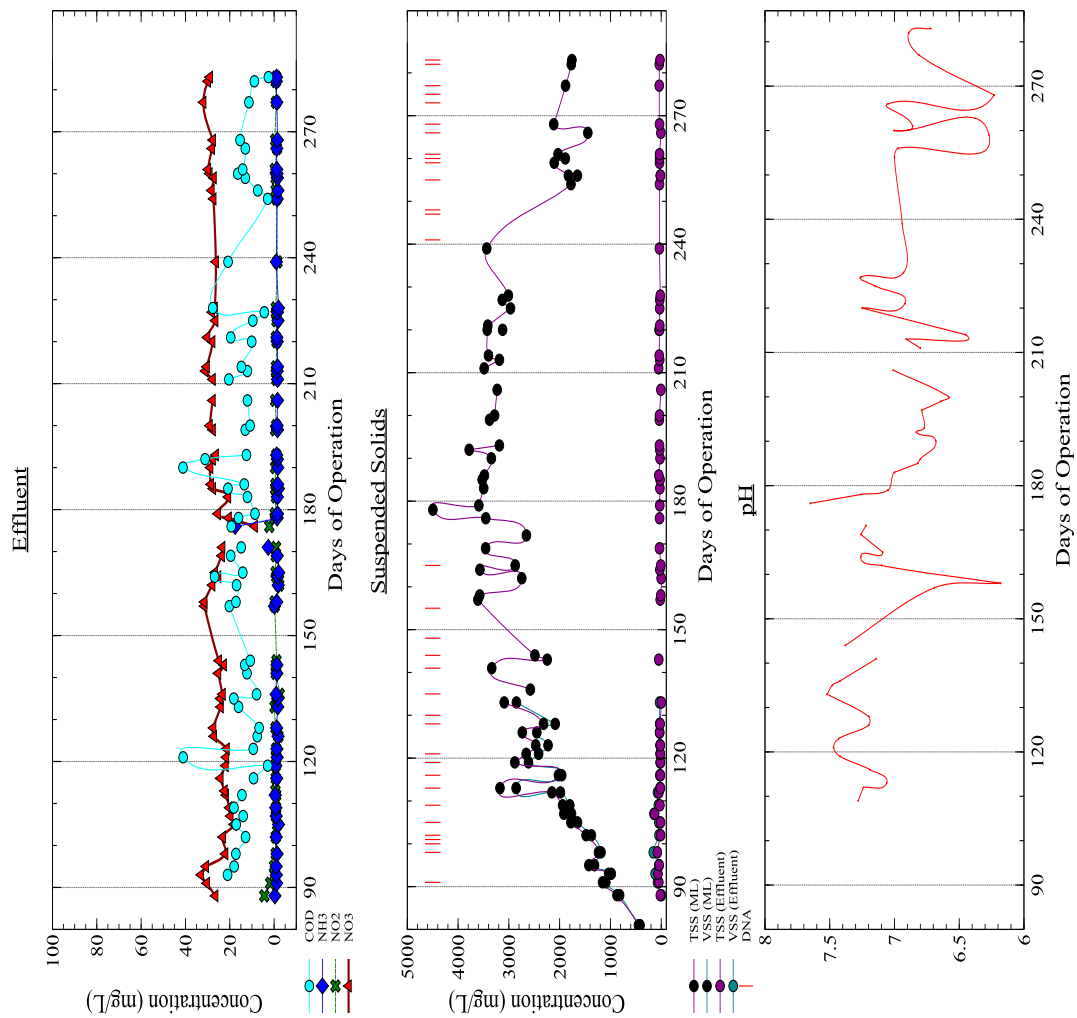 Effluent
Concentration (mg/L)
100
80
60
40
20
0
90
120
150
180
210
240
270
Days of Operation
COD
NH3
NO2
NO3
Suspended Solids
Concentration (mg/L)
5000
4000
3000
2000
1000
0
90
120
150
180
210
240
270
Days of Operation
TSS (ML)
VSS (ML)
TSS (Effluent)
VSS (Effluent)
DNA
pH
8
7.5
7
6.5
6
90
120
150
180
210
240
270
Days of Operation